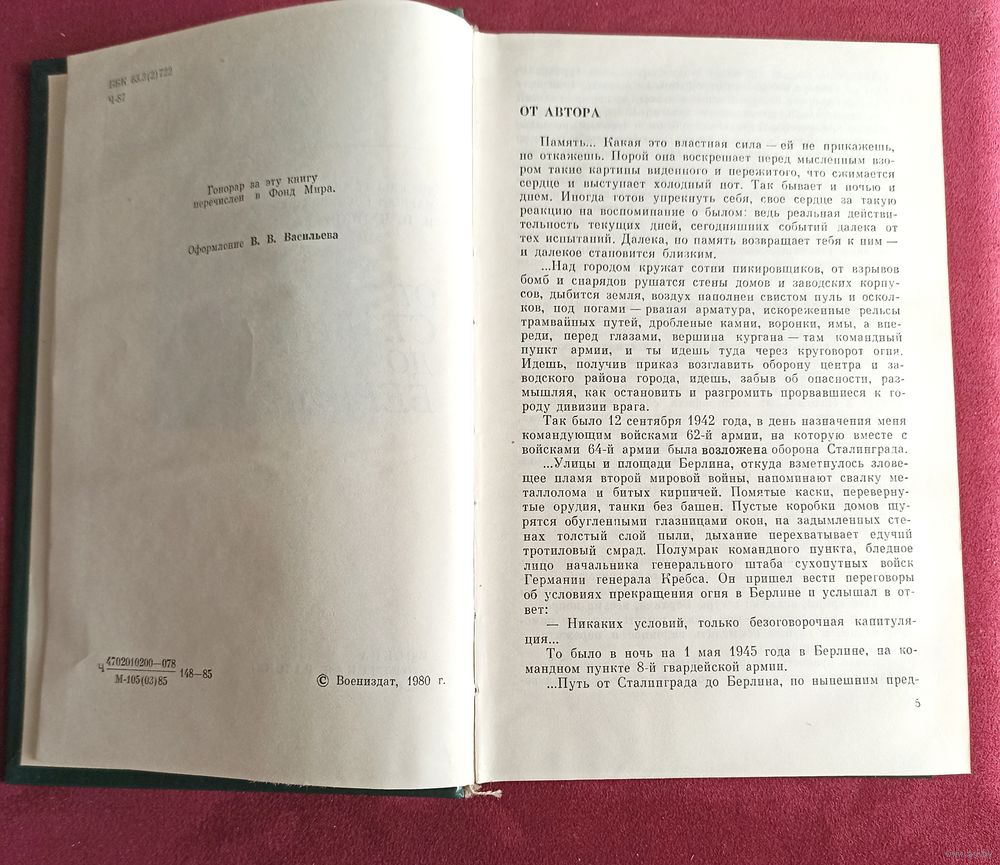 ББК 63.3(2)722
Ч-87
Гонорар за эту книгу
перечислен в Фонд Мира.
Оформление В. В. Васильева
Ч 4702010200—078
М-105(03)85
148—85
© Воениздат, 1980 г.
ОТ АВТОРА
Память... Какая это властная сила — ей не прикажешь,
не откажешь. Порой она воскрешает перед мысленным взо-
ром такие картины виденного и пережитого, что сжимается
сердце и выступает холодный пот. Так бывает и ночью и
днем. Иногда готов упрекнуть себя, свое сердце за такую
реакцию на воспоминание о былом: ведь реальная действи-
тельность текущих дней, сегодняшних событий далека от
тех испытаний. Далека, но память возвращает тебя к ним —
и далекое становится близким.
...Над городом кружат сотни пикировщиков, от взрывов
бомб и снарядов рушатся стены домов и заводских корпу-
сов, дыбится земля, воздух наполнен свистом пуль и оскол-
ков, под ногами — рваная арматура, искореженные рельсы
трамвайных путей, дробленые камни, воронки, ямы, а впе-
реди, перед глазами, вершина кургана — там командный
пункт армии, и ты идешь туда через круговорот огня.
Идешь, получив приказ возглавить оборону центра и за-
водского района города, идешь, забыв об опасности, раз-
мышляя, как остановить и разгромить прорвавшиеся к го-
роду дивизии врага.
Так было 12 сентября 1942 года, в день назначения меня
командующим войсками 62-й армии, на которую вместе с
войсками 64-й армии была возложена оборона Сталинграда.
...Улицы и площади Берлина, откуда взметнулось злове-
щее пламя второй мировой войны, напоминают свалку ме-
таллолома и битых кирпичей. Помятые каски, переверну-
тые орудия, танки без башен. Пустые коробки домов щу-
рятся обугленными глазницами окон, на задымленных сте-
нах толстый слой пыли, дыхание перехватывает едучий
тротиловый смрад. Полумрак командного пункта, бледное
лицо начальника генерального штаба сухопутных войск
Германии генерала Кребса. Он пришел вести переговоры
об условиях прекращения огня в Берлине и услышал в от-
вет:
— Никаких условий, только безоговорочная капитуля-
ция...
То было в ночь на 1 мая 1945 года в Берлине, на ко-
мандном пункте 8-й гвардейской армии.
...Путь от Сталинграда до Берлина, по нынешним пред-
5